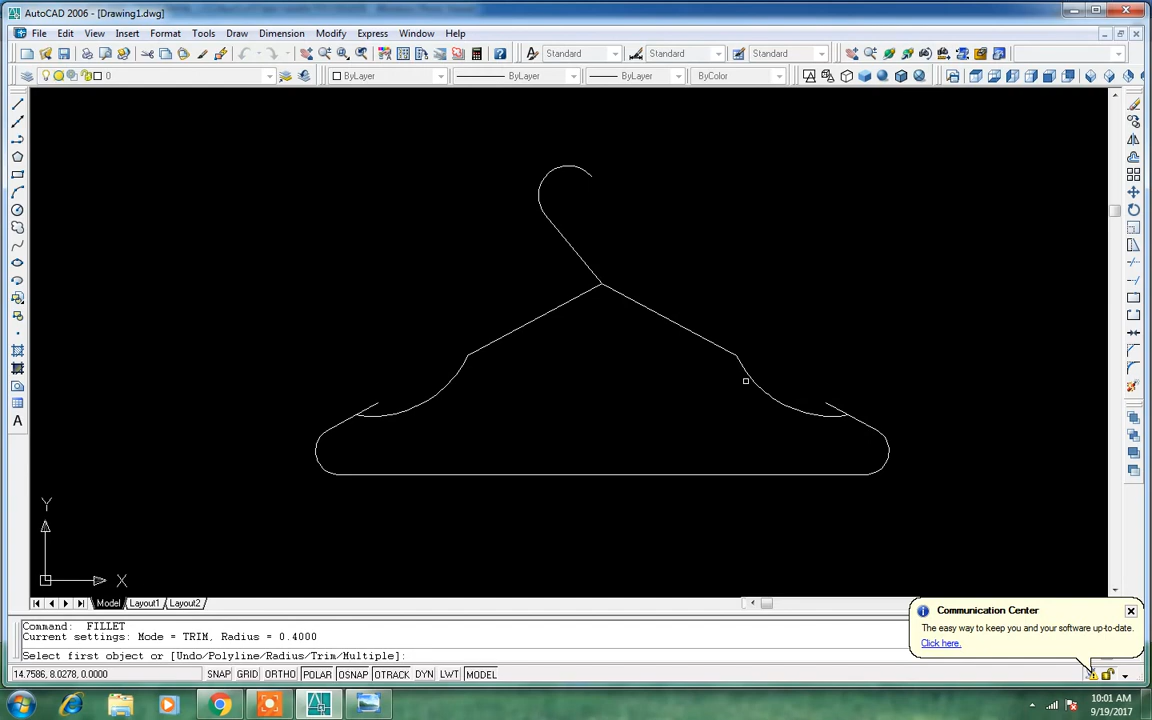 AutoCAD 2006 - [Drawing1.dwg]
File Edit View Insert Format Tools Draw Dimension Modify Express Window Help
Standard Standard Standard
0 ByLayer ByLayer ByLayer ByColor
A
Y
X
Model Layout1 Layout2
Communication Center
The easy way to keep you and your software up-to-date.
Click here.
Command: FILLET
Current settings: Mode = TRIM, Radius = 0.4000
Select first object or [Undo/Polyline/Radius/Trim/Multiple]:
14.7586, 8.0278, 0.0000 SNAP GRID ORTHO POLAR OSNAP OTRACK DYN LWT MODEL
10:01 AM
9/19/2017